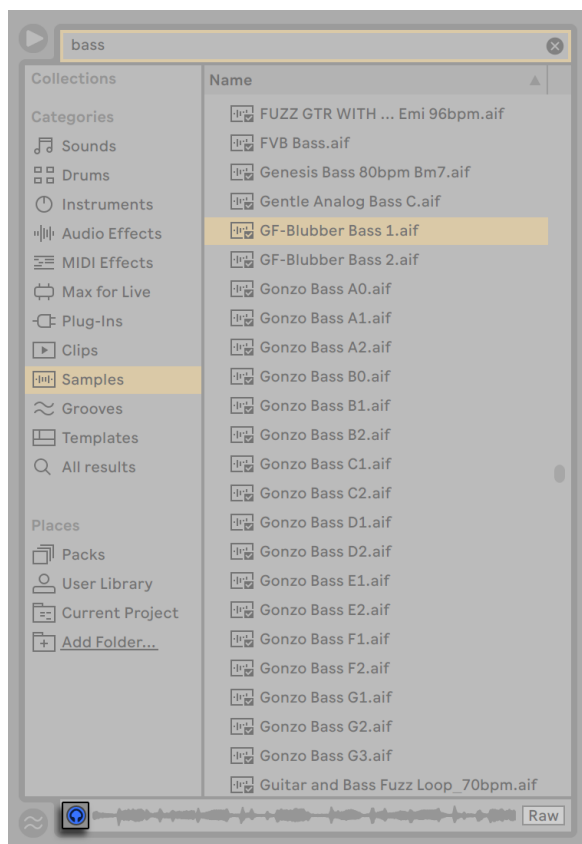 bass
Collections
Categories
Sounds
Drums
Instruments
Audio Effects
MIDI Effects
Max for Live
Plug-Ins
Clips
Samples
Grooves
Templates
All results
Places
Packs
User Library
Current Project
Add Folder...
Name
FUZZ GTR WITH ... Emi 96bpm.aif
FVB Bass.aif
Genesis Bass 80bpm Bm7.aif
Gentle Analog Bass C.aif
GF-Blubber Bass 1.aif
GF-Blubber Bass 2.aif
Gonzo Bass A0.aif
Gonzo Bass A1.aif
Gonzo Bass A2.aif
Gonzo Bass B0.aif
Gonzo Bass B1.aif
Gonzo Bass B2.aif
Gonzo Bass C1.aif
Gonzo Bass C2.aif
Gonzo Bass D1.aif
Gonzo Bass D2.aif
Gonzo Bass E1.aif
Gonzo Bass E2.aif
Gonzo Bass F1.aif
Gonzo Bass F2.aif
Gonzo Bass G1.aif
Gonzo Bass G2.aif
Gonzo Bass G3.aif
Guitar and Bass Fuzz Loop_70bpm.aif
Raw